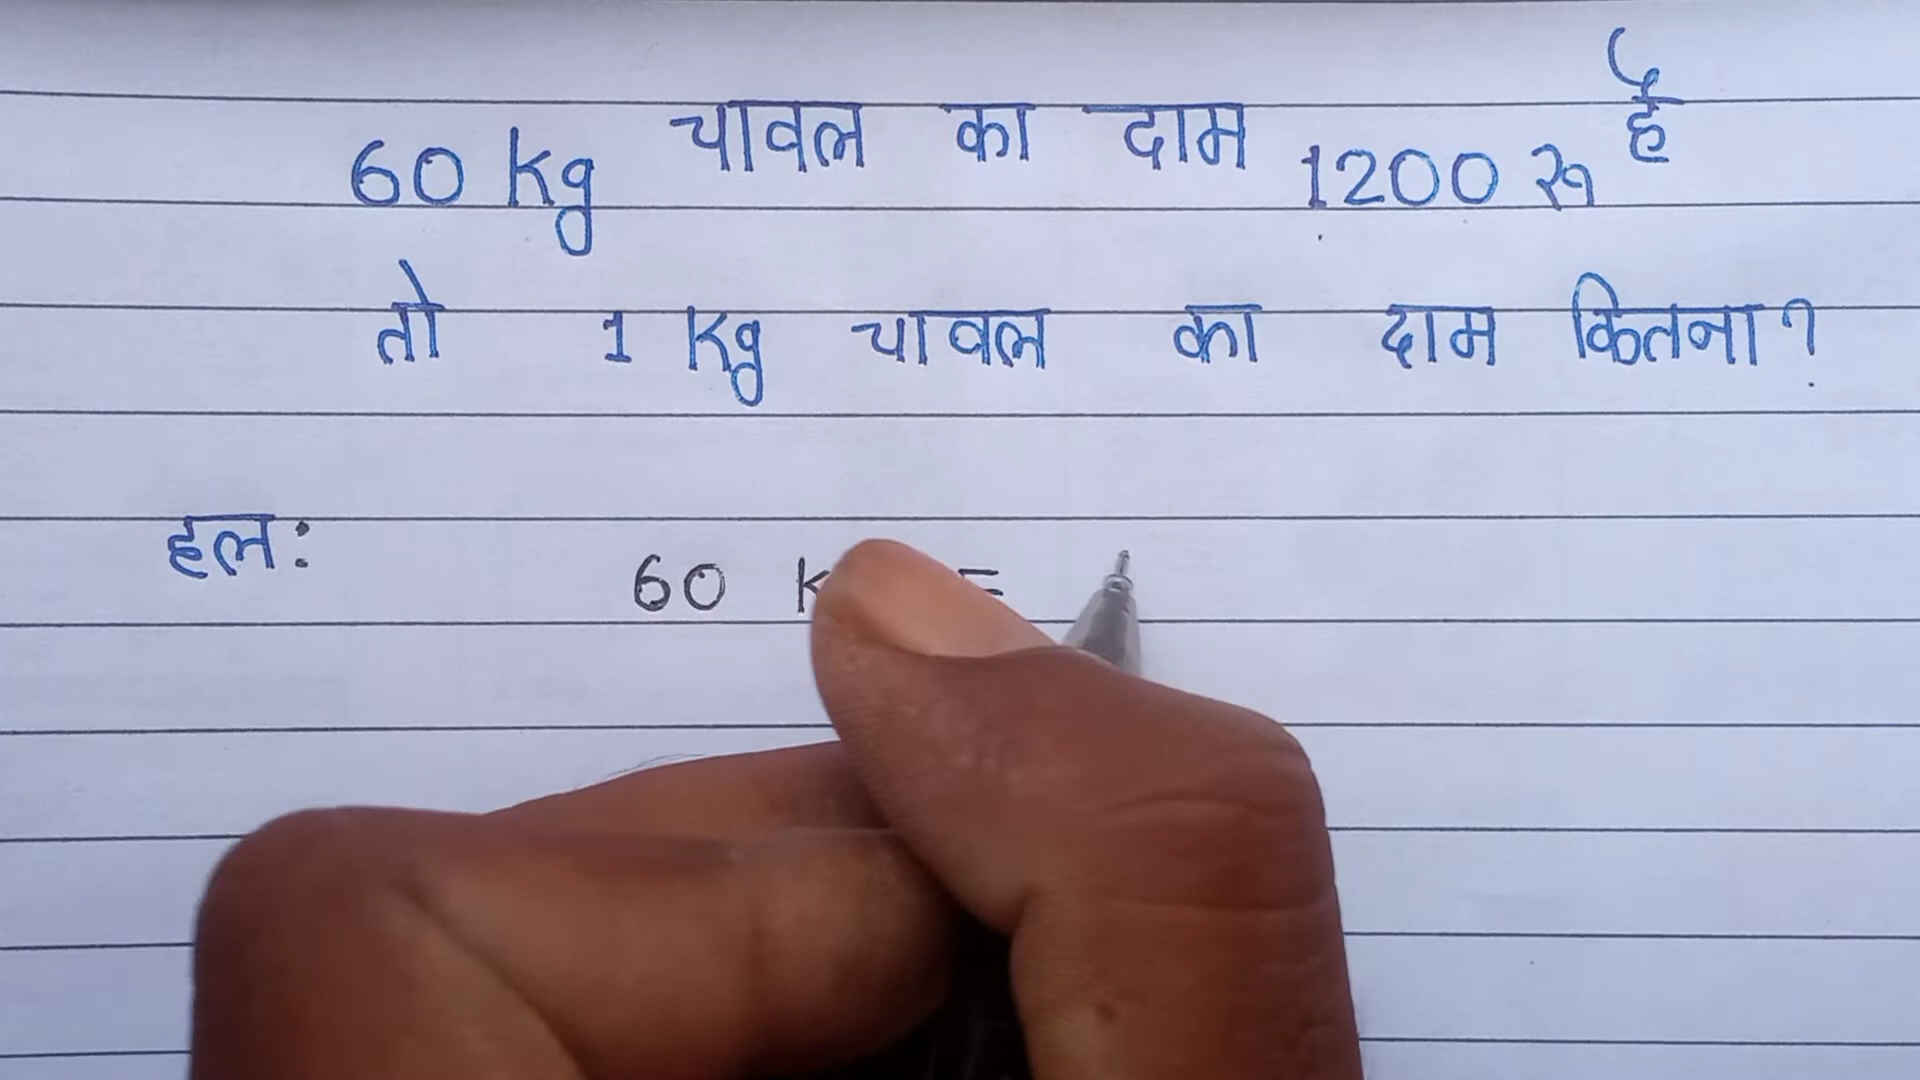 60 kg चावल का दाम 1200 रू है
तो 1 kg चावल का दाम कितना?
हल:
60 =